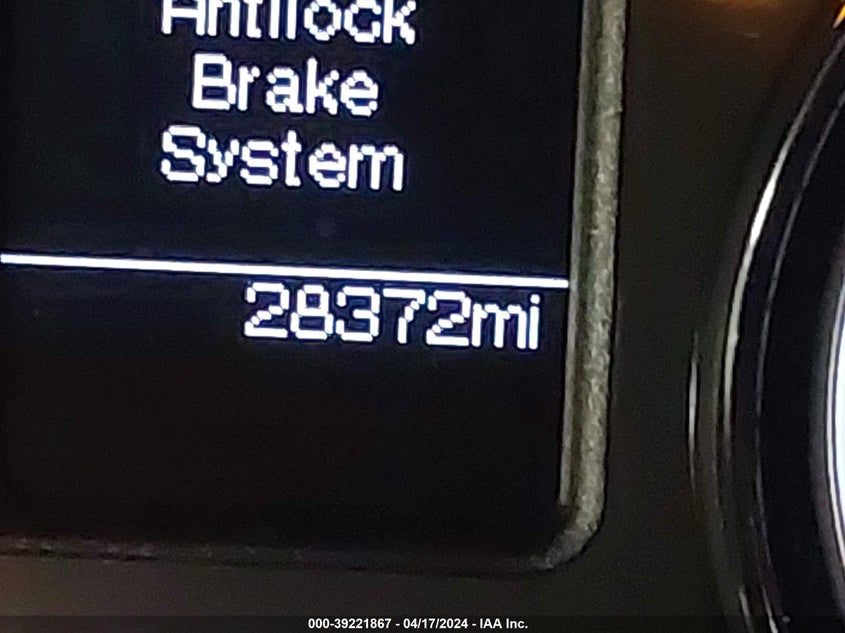 Antilock
Brake
System
28372mi
000-39221867 - 04/17/2024 - IAA Inc.